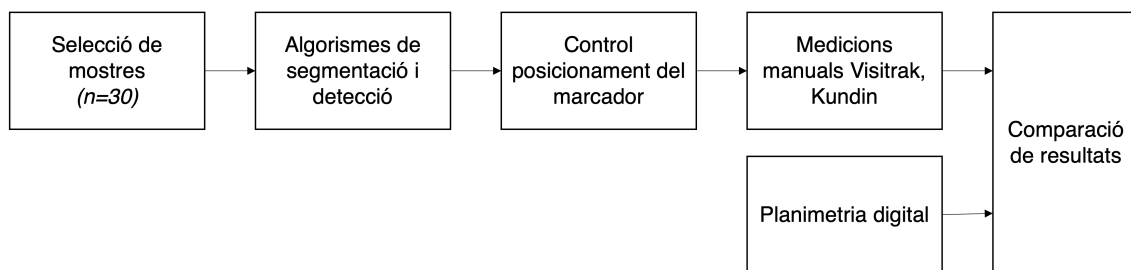 Selecció de
mostres
(n=30)
Algorismes de
segmentació i
detecció
Control
posicionament del
marcador
Medicions
manuals Visitrak,
Kundin
Comparació
de resultats
Planimetria digital